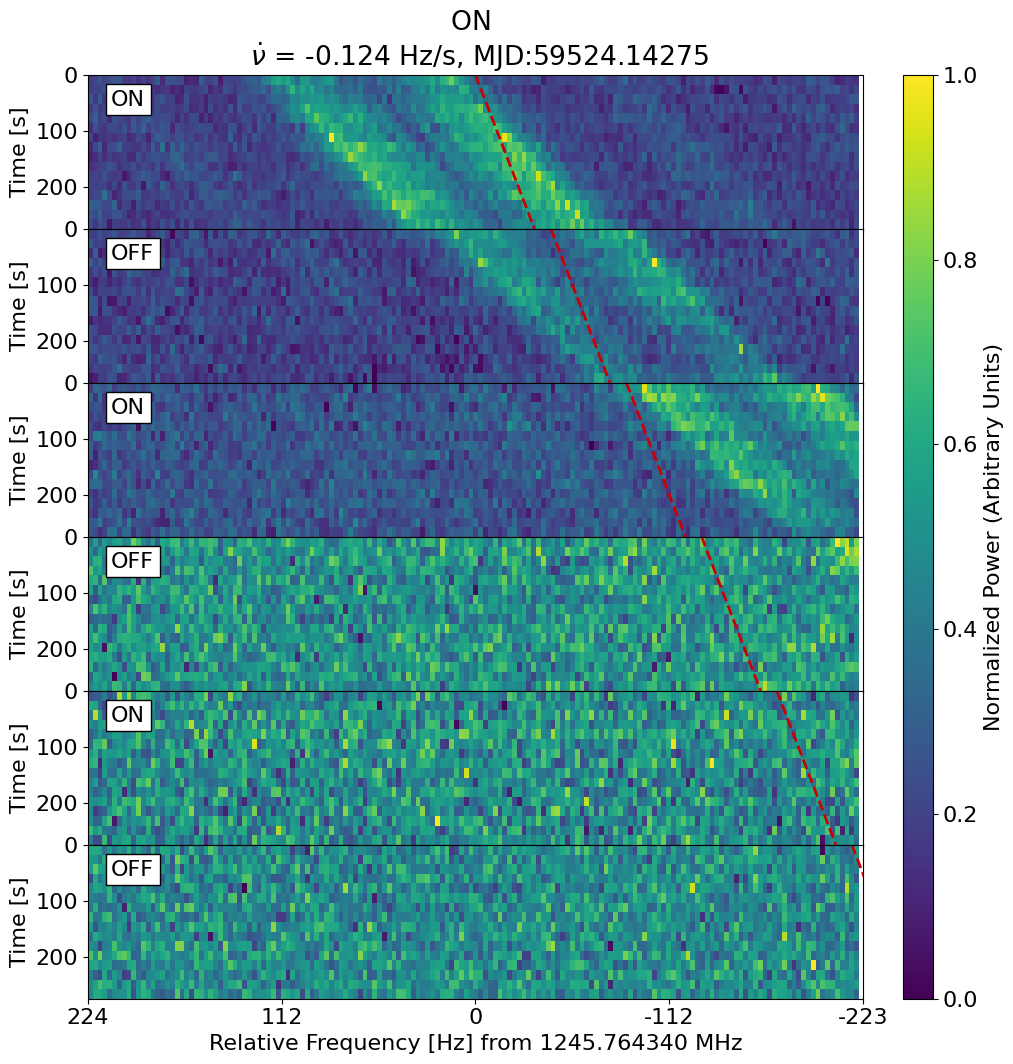 ON
ν̇ = -0.124 Hz/s, MJD:59524.14275
0
100
200
Time [s]
ON
0
100
200
Time [s]
OFF
0
100
200
Time [s]
ON
0
100
200
Time [s]
OFF
0
100
200
Time [s]
ON
0
100
200
Time [s]
OFF
224 112 0 -112 -223
Relative Frequency [Hz] from 1245.764340 MHz
1.0
0.8
0.6
0.4
0.2
0.0
Normalized Power (Arbitrary Units)